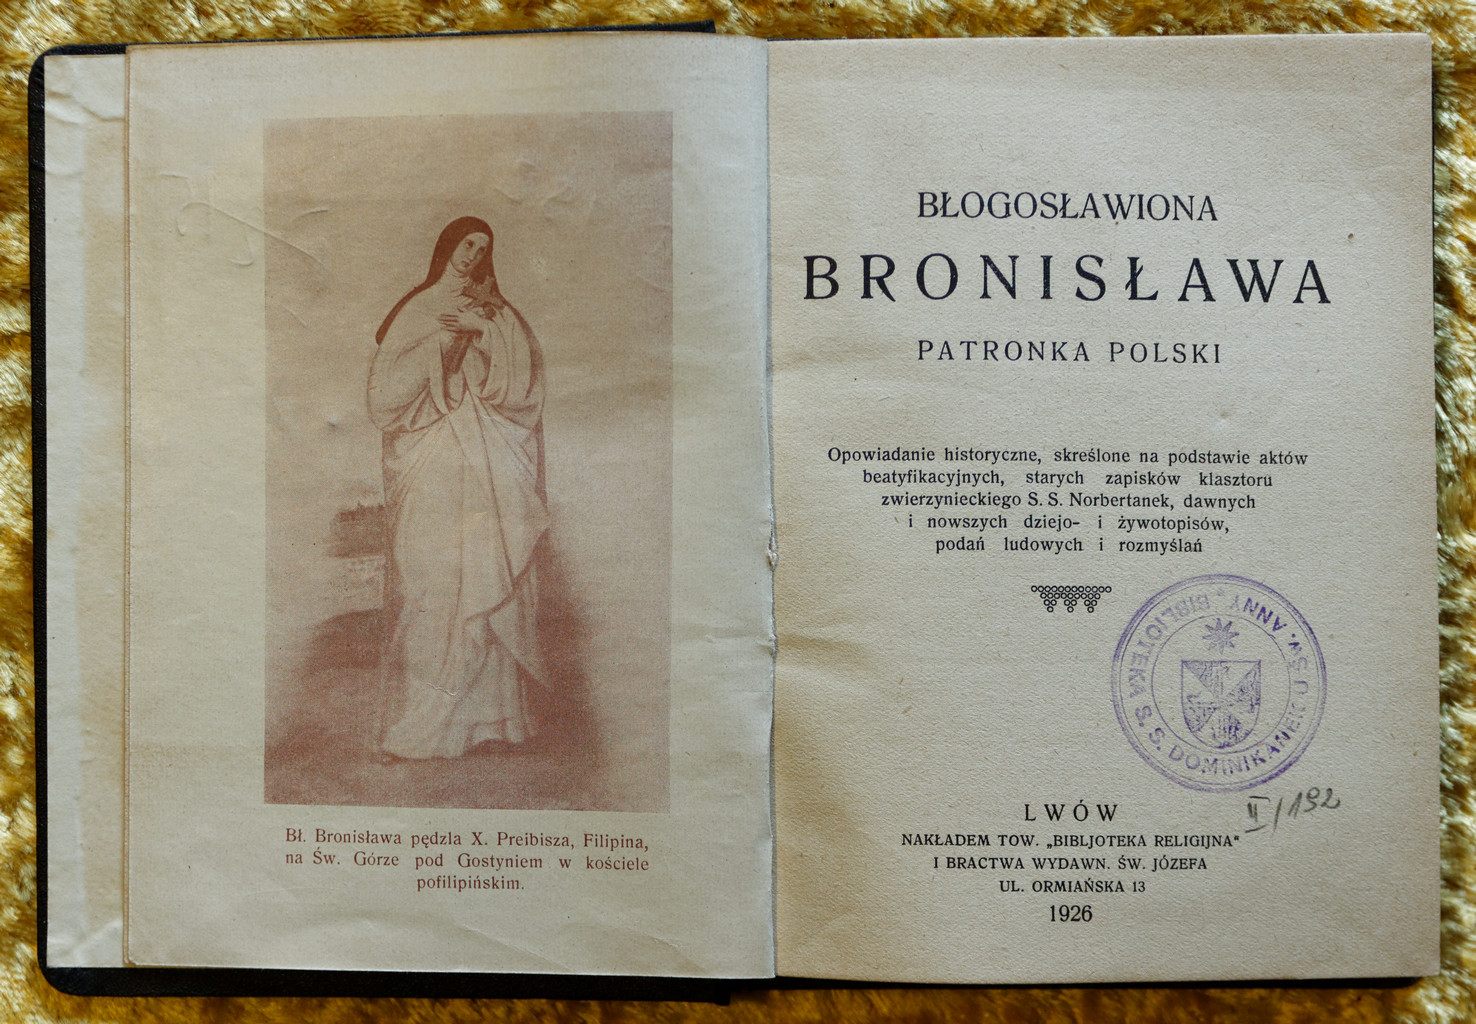 Bł. Bronisława pędzla X. Preibisza, Filipina,
na Św. Górze pod Gostyniem w kościele
pofilipińskim.
BŁOGOSŁAWIONA
BRONISŁAWA
PATRONKA POLSKI
Opowiadanie historyczne, skreślone na podstawie aktów
beatyfikacyjnych, starych zapisków klasztoru
zwierzynieckiego S. S. Norbertanek, dawnych
i nowszych dziejo- i żywotopisów,
podań ludowych i rozmyślań
BIBLIOTEKA S. S. DOMINIKANEK U ŚW. ANNY
LWÓW
NAKŁADEM TOW. „BIBLJOTEKA RELIGIJNA"
I BRACTWA WYDAWN. ŚW. JÓZEFA
UL. ORMIAŃSKA 13
1926
II/192